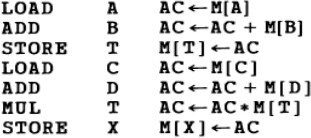 LOAD A AC←M[A]
ADD B AC←AC + M[B]
STORE T M[T]←AC
LOAD C AC←M[C]
ADD D AC←AC + M[D]
MUL T AC←AC*M[T]
STORE X M[X]←AC